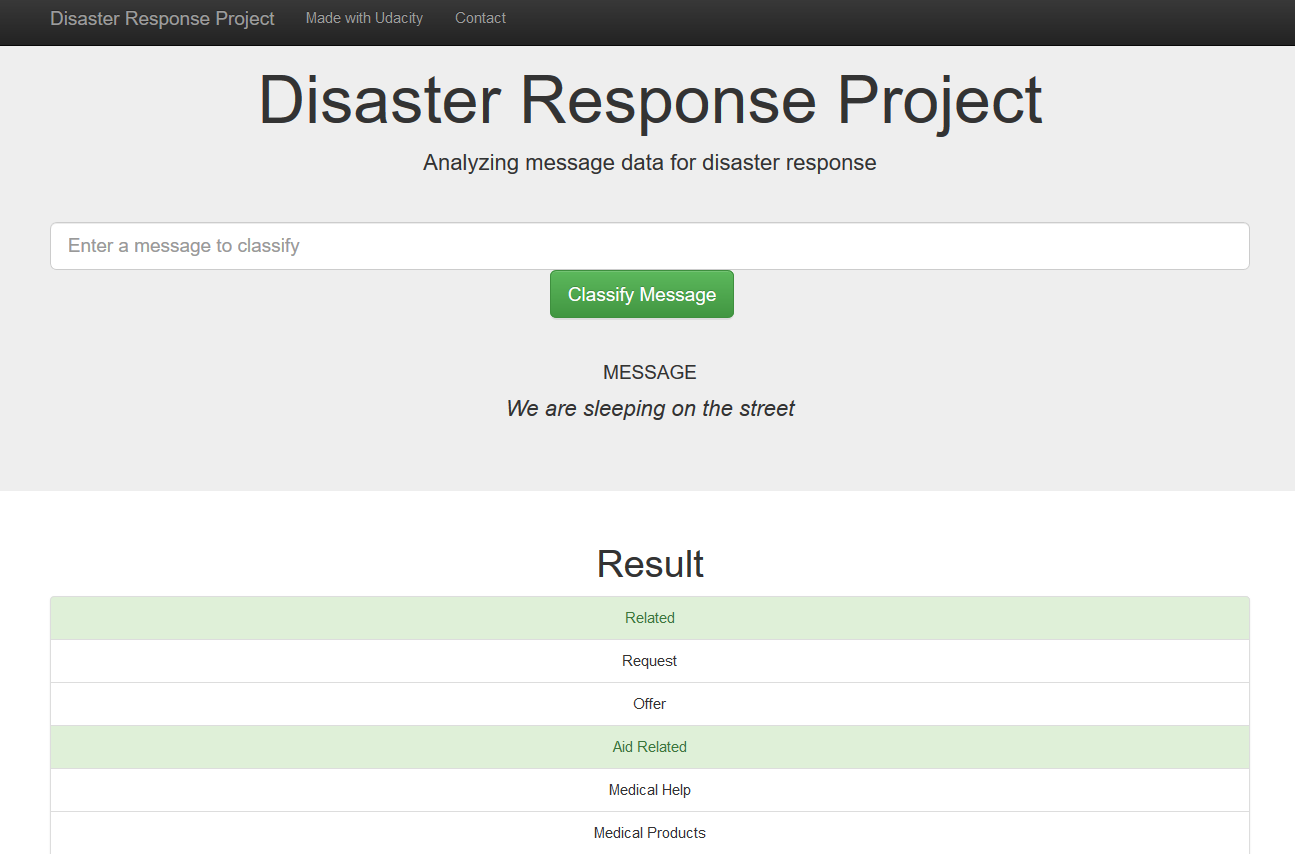 Disaster Response Project Made with Udacity Contact
Disaster Response Project
Analyzing message data for disaster response
Enter a message to classify
Classify Message
MESSAGE
We are sleeping on the street
Result
Related
Request
Offer
Aid Related
Medical Help
Medical Products